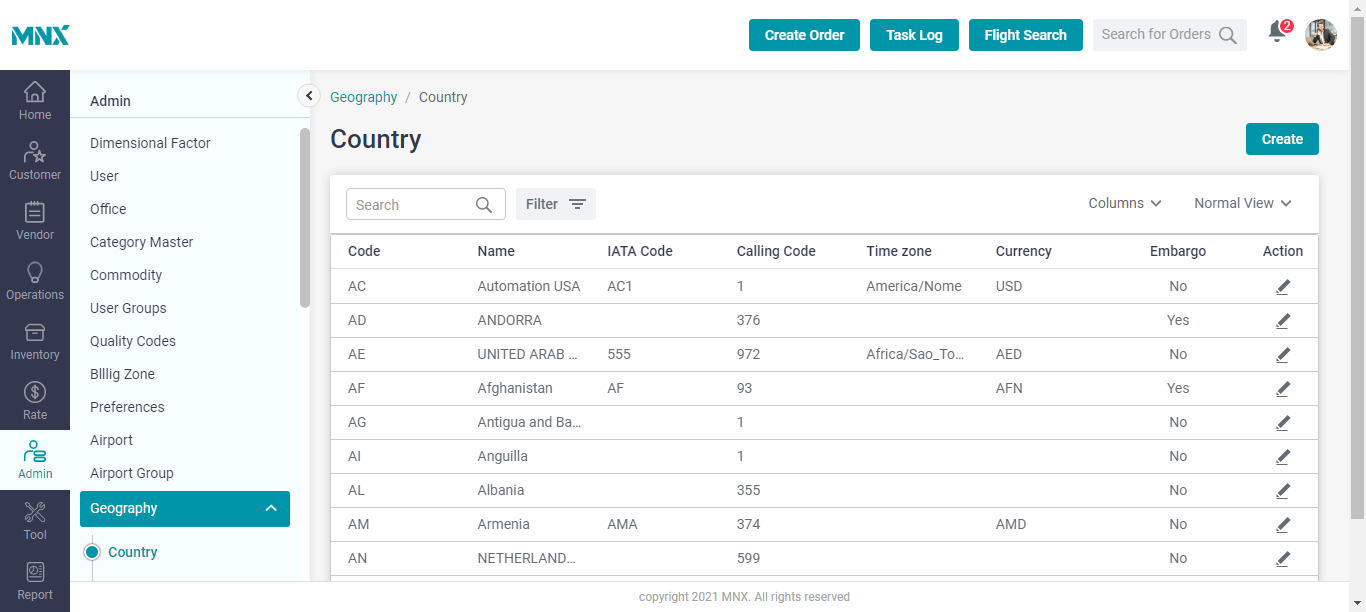 MNX
Create Order
Task Log
Flight Search
Search for Orders
2
Home
Customer
Vendor
Operations
Inventory
Rate
Admin
Tool
Report
Admin
Dimensional Factor
User
Office
Category Master
Commodity
User Groups
Quality Codes
Blllig Zone
Preferences
Airport
Airport Group
Geography
Country
Geography / Country
Country
Create
Search
Filter
Columns
Normal View
Code Name IATA Code Calling Code Time zone Currency Embargo Action
AC Automation USA AC1 1 America/Nome USD No
AD ANDORRA 376 Yes
AE UNITED ARAB ... 555 972 Africa/Sao_To... AED No
AF Afghanistan AF 93 AFN Yes
AG Antigua and Ba... 1 No
AI Anguilla 1 No
AL Albania 355 No
AM Armenia AMA 374 AMD No
AN NETHERLAND... 599 No
copyright 2021 MNX. All rights reserved